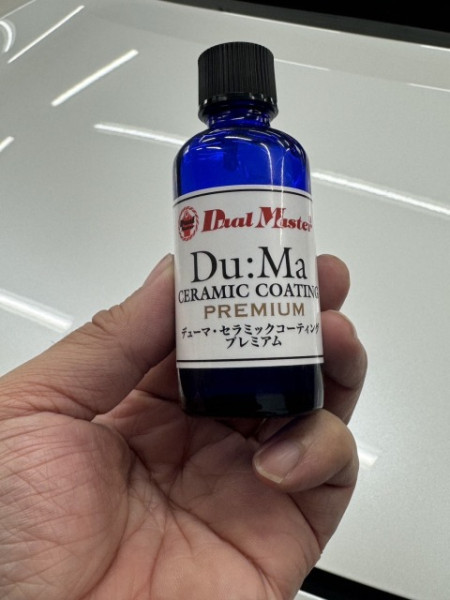 Dual Master
Du:Ma
CERAMIC COATING
PREMIUM
デューマ・セラミックコーティング
プレミアム